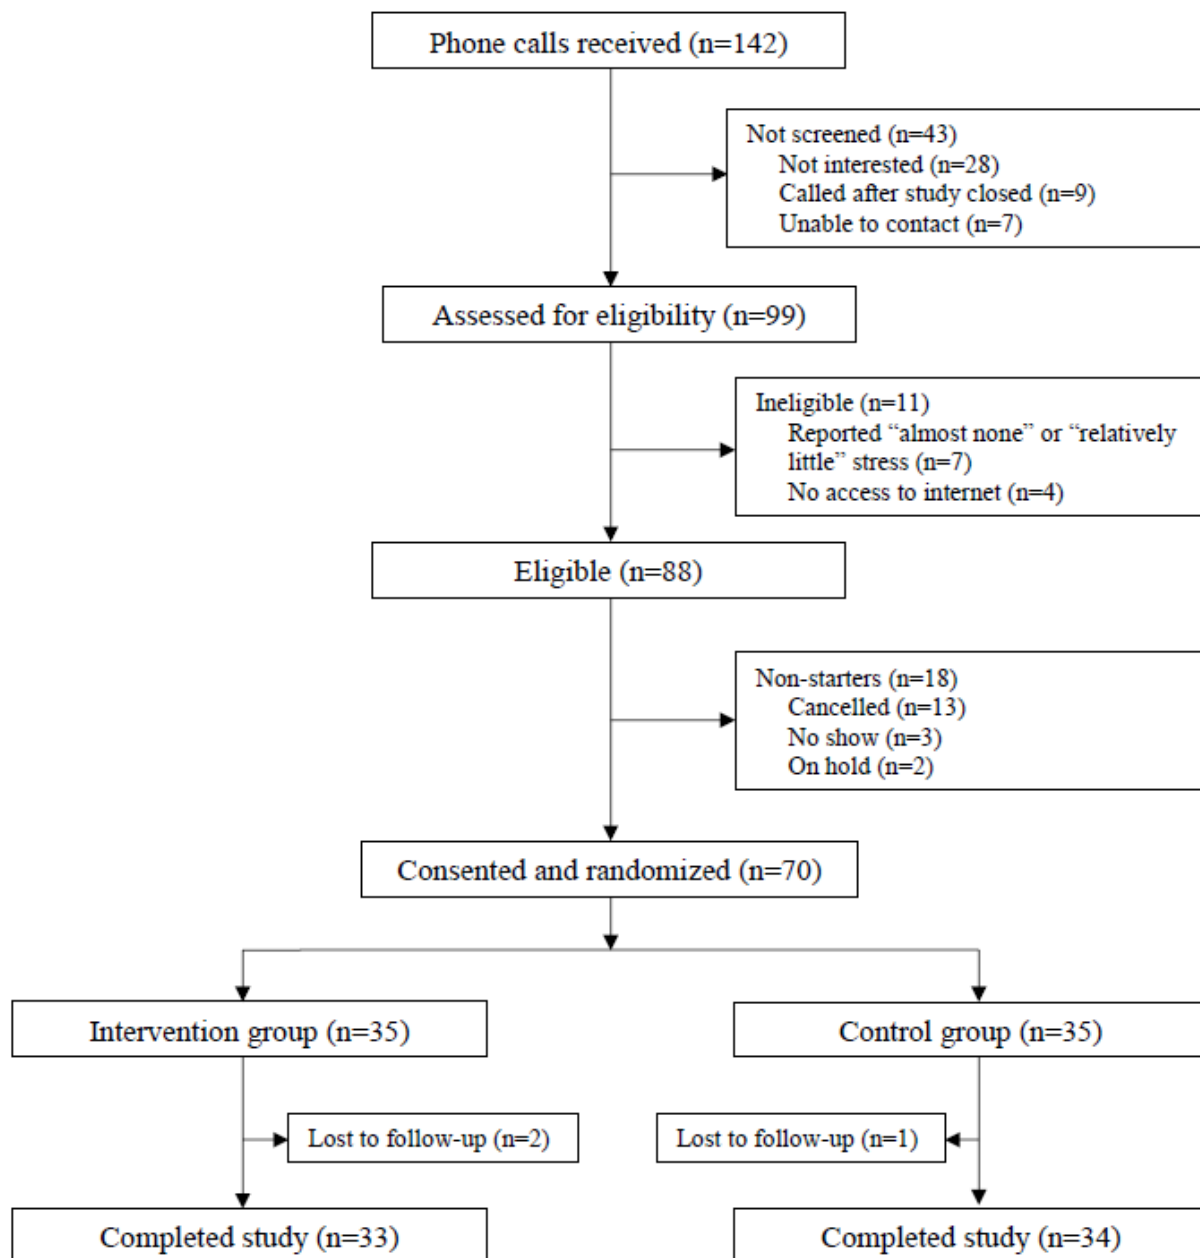 Phone calls received (n=142)
Not screened (n=43)
Not interested (n=28)
Called after study closed (n=9)
Unable to contact (n=7)
Assessed for eligibility (n=99)
Ineligible (n=11)
Reported “almost none” or “relatively
little” stress (n=7)
No access to internet (n=4)
Eligible (n=88)
Non-starters (n=18)
Cancelled (n=13)
No show (n=3)
On hold (n=2)
Consented and randomized (n=70)
Intervention group (n=35)
Control group (n=35)
Lost to follow-up (n=2)
Lost to follow-up (n=1)
Completed study (n=33)
Completed study (n=34)